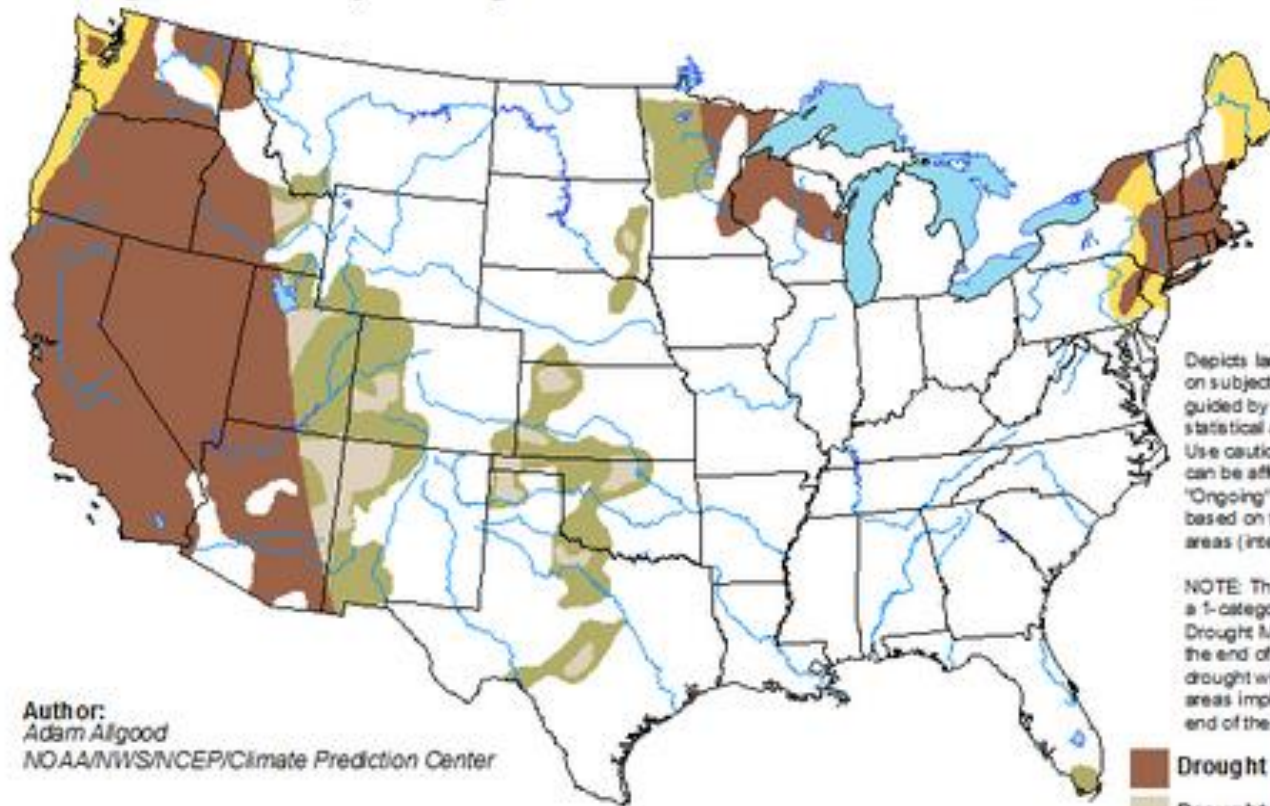 Author:
Adam Allgood
NOAA/NWS/NCEP/Climate Prediction Center
Depicts la
on subject
guided by
statistical
Use cautio
can be aff
"Ongoing"
based on
areas (inte
NOTE: Th
a 1-catego
Drought M
the end of
drought w
areas imp
end of the
Drought